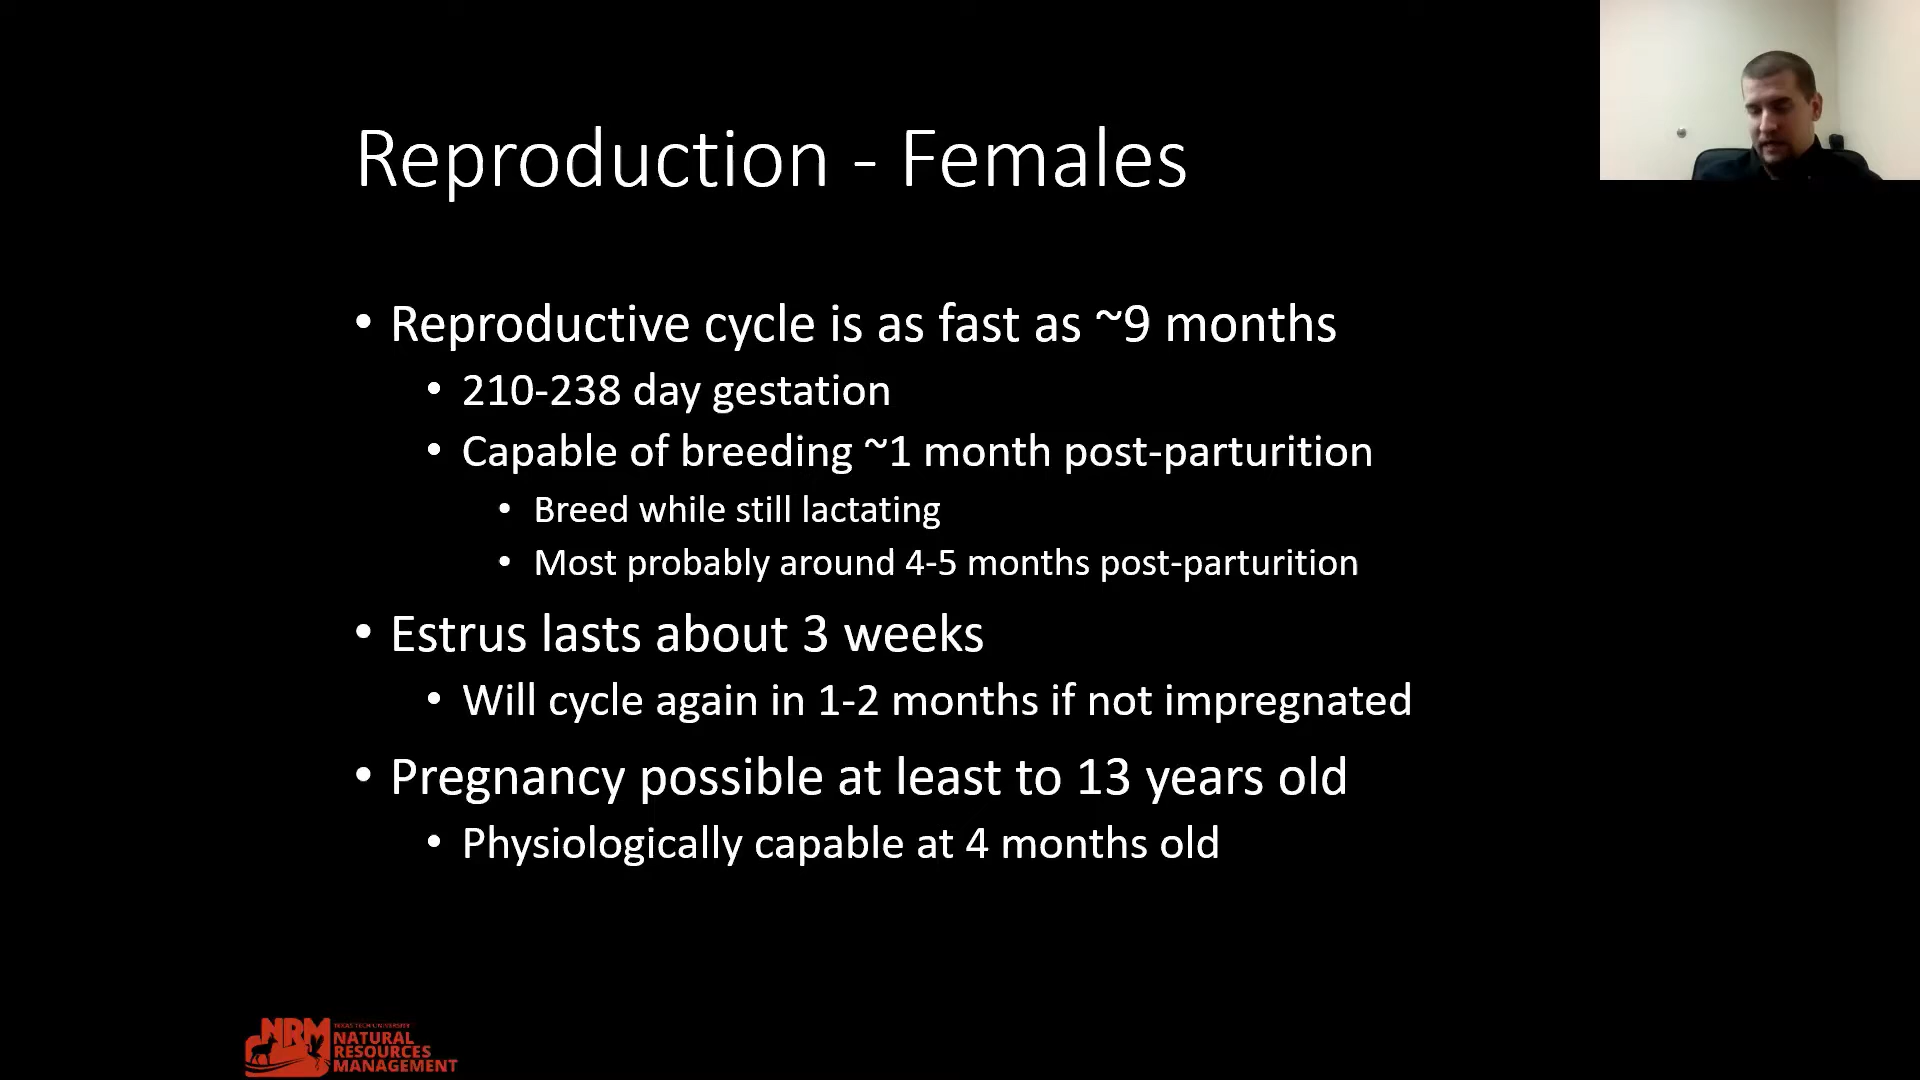 Reproduction - Females
• Reproductive cycle is as fast as ~9 months
• 210-238 day gestation
• Capable of breeding ~1 month post-parturition
• Breed while still lactating
• Most probably around 4-5 months post-parturition
• Estrus lasts about 3 weeks
• Will cycle again in 1-2 months if not impregnated
• Pregnancy possible at least to 13 years old
• Physiologically capable at 4 months old
NRM
TEXAS TECH UNIVERSITY
NATURAL
RESOURCES
MANAGEMENT